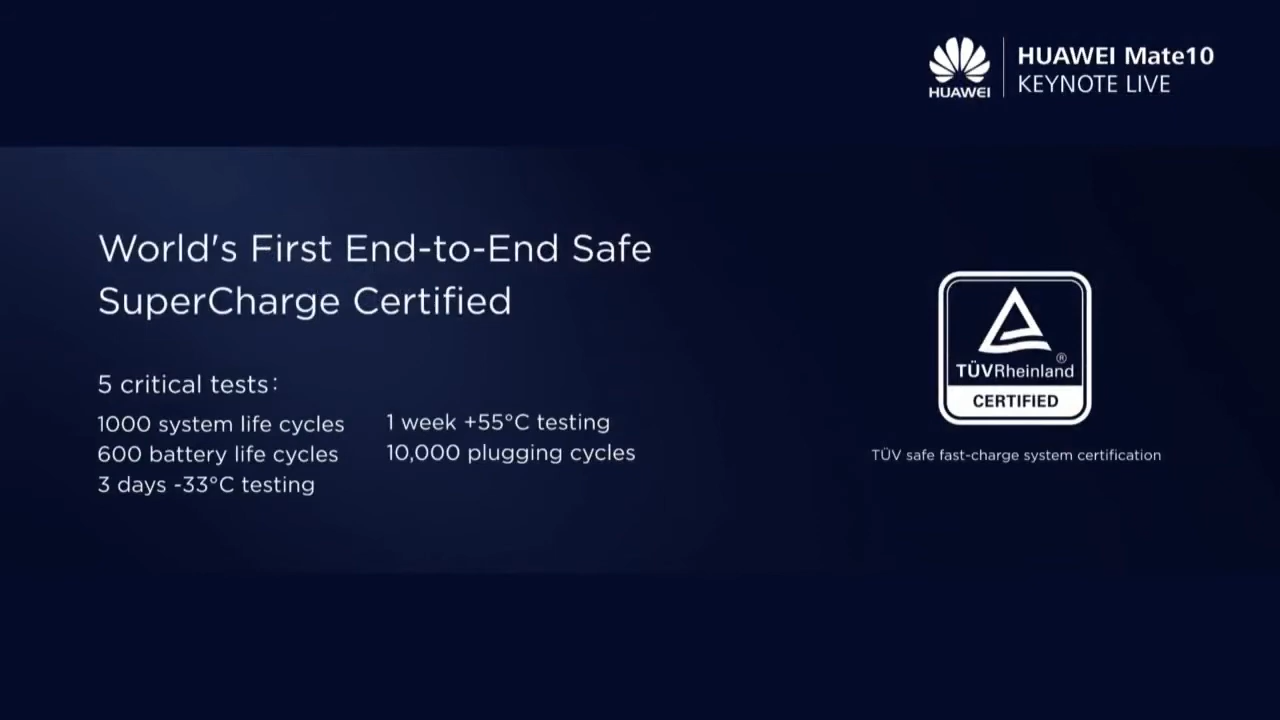 HUAWEI
HUAWEI Mate10
KEYNOTE LIVE
World's First End-to-End Safe
SuperCharge Certified
5 critical tests:
1000 system life cycles
600 battery life cycles
3 days -33°C testing
1 week +55°C testing
10,000 plugging cycles
TÜVRheinland®
CERTIFIED
TÜV safe fast-charge system certification